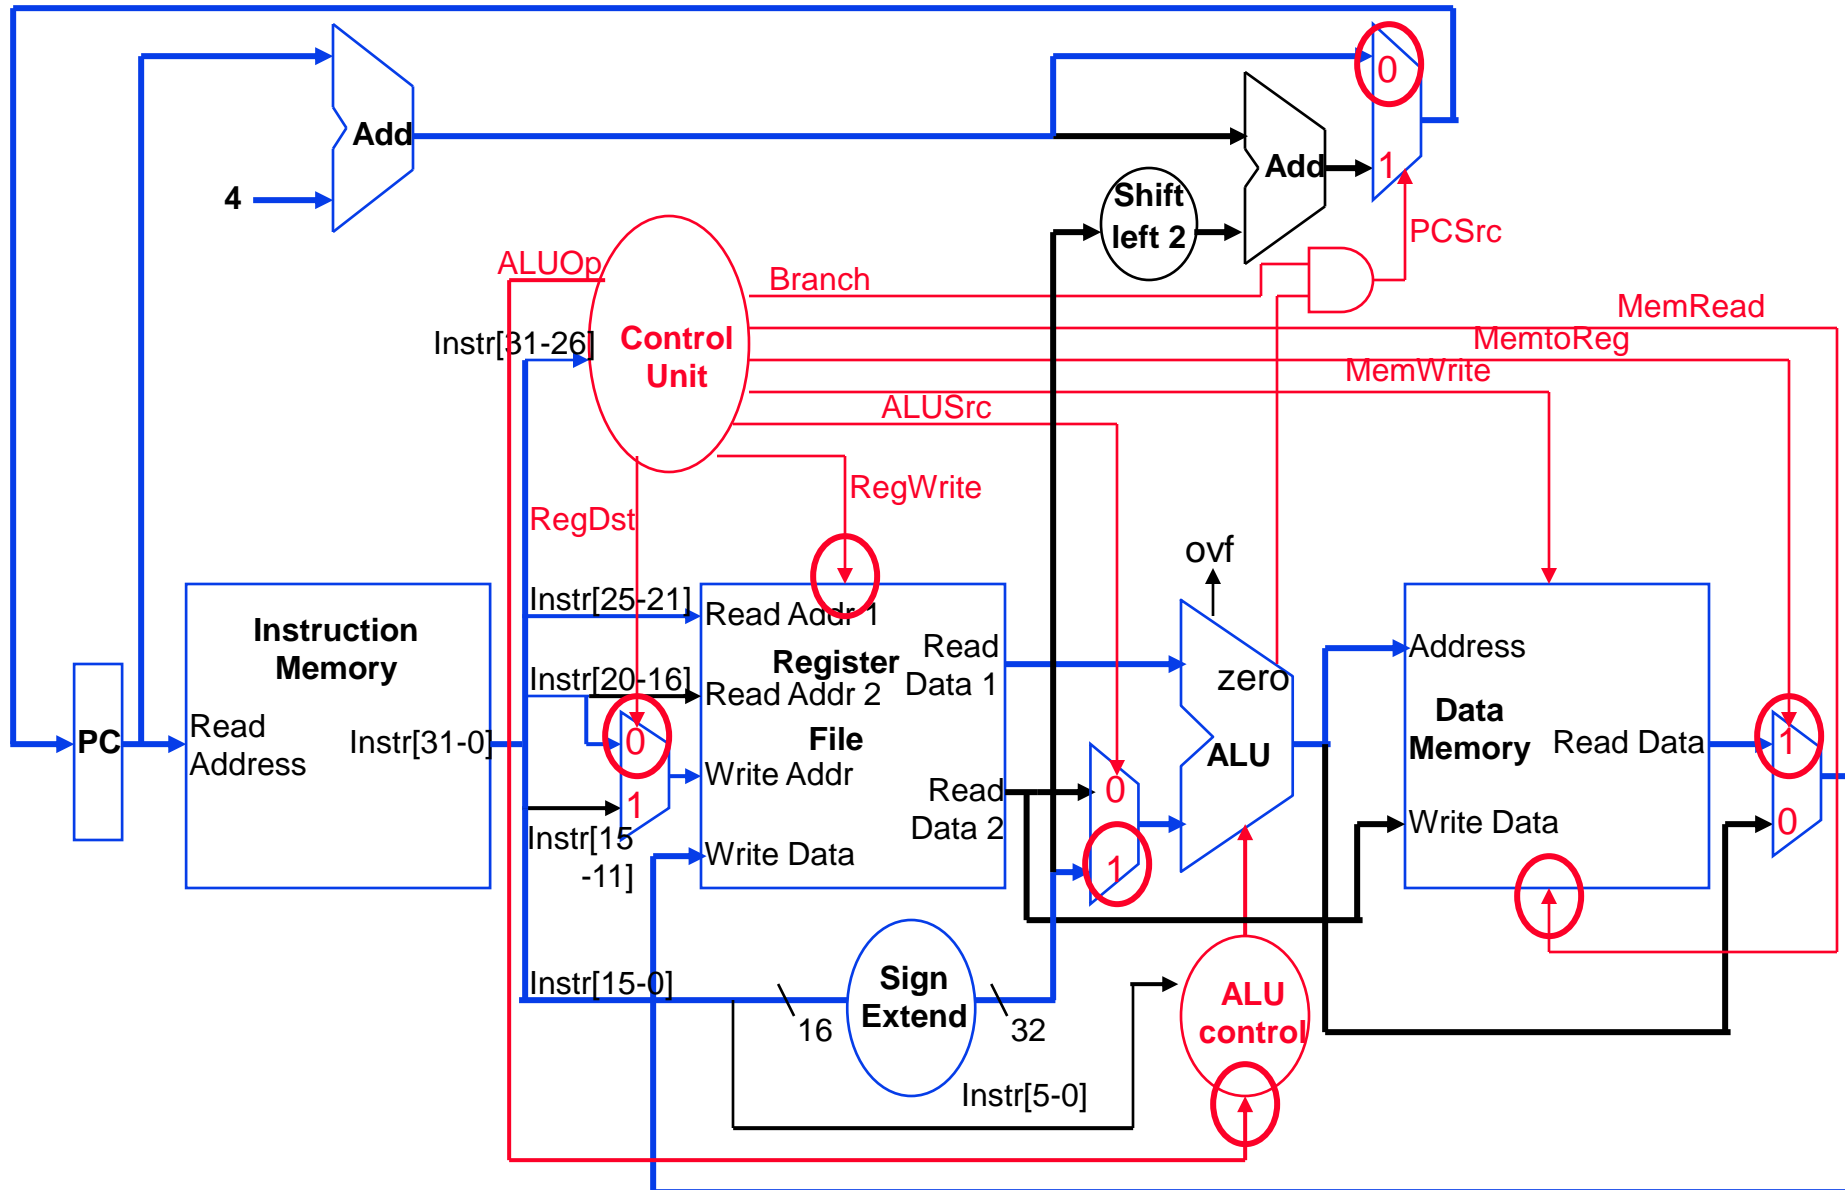 0
Add
Add
1
Shift
left 2
4
PCSrc
ALUOp
Branch
MemRead
Instr[31-26]
Control
Unit
MemtoReg
MemWrite
ALUSrc
RegWrite
RegDst
ovf
Instr[25-21]
Read Addr 1
Instruction
Memory
Register
Read
Data 1
Address
Instr[20-16]
Read Addr 2
zero
Data
Memory
Read
Address
PC
Instr[31-0]
0
File
Write Addr
ALU
Read Data
1
1
Instr[15
-11]
Read
Data 2
0
Write Data
0
Write Data
1
Instr[15-0]
Sign
Extend
16
32
ALU
control
Instr[5-0]